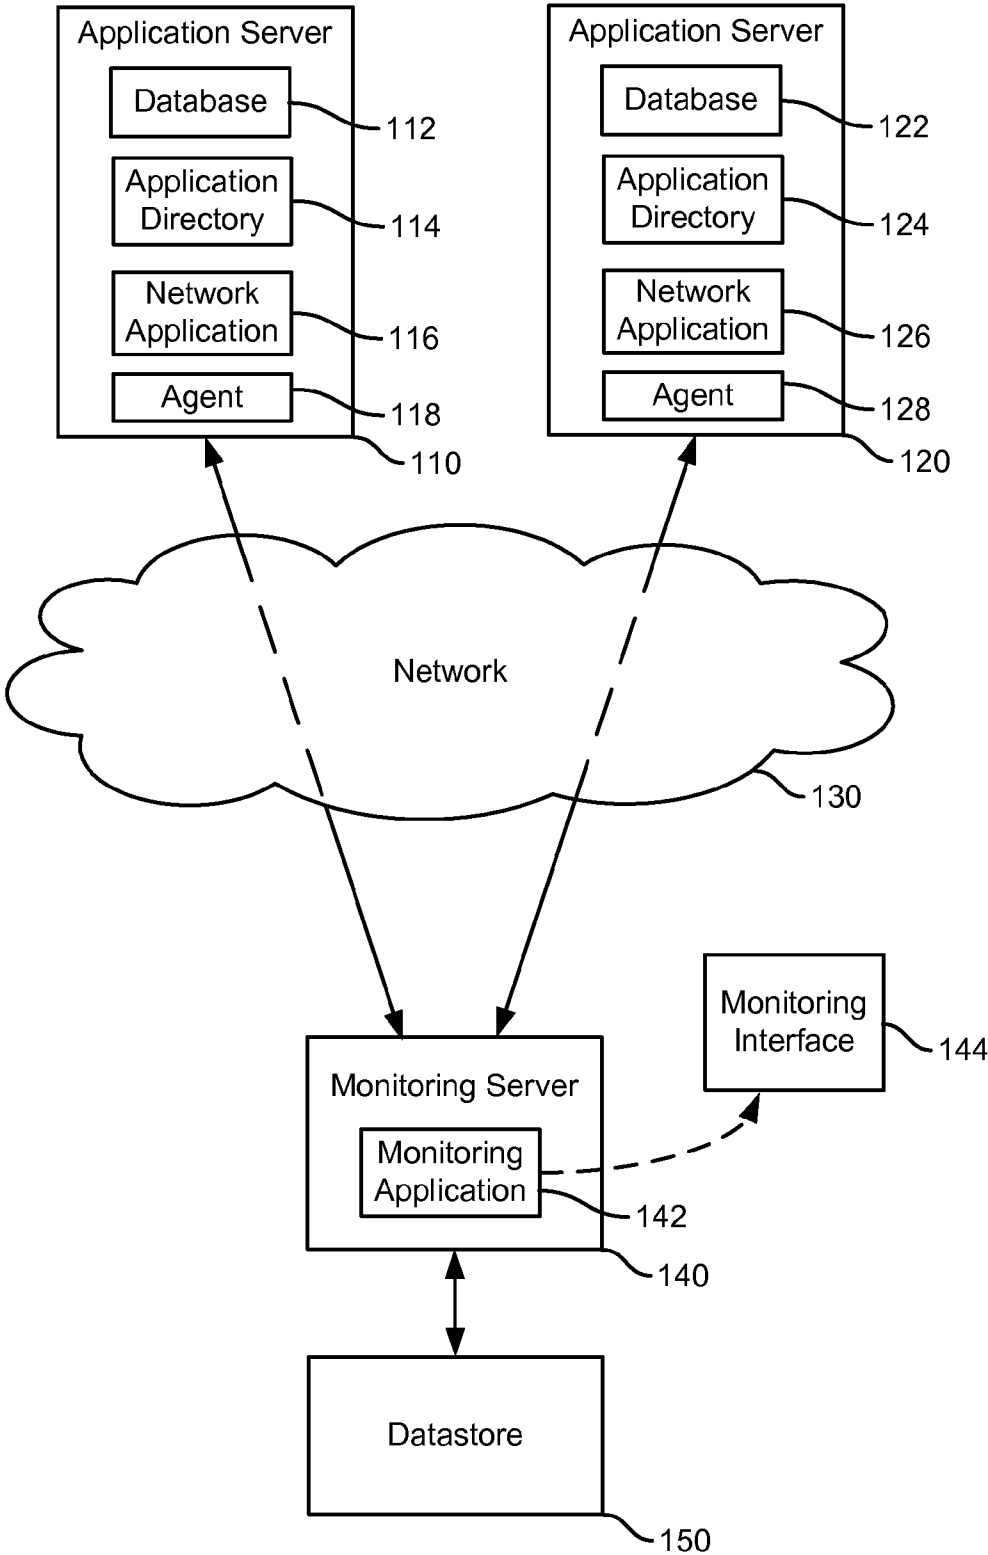 Application Server
Database
112
Application
Directory
114
Network
Application
116
Agent
118
110
Application Server
Database
122
Application
Directory
124
Network
Application
126
Agent
128
120
Network
130
Monitoring
Interface
144
Monitoring Server
Monitoring
Application
142
140
Datastore
150